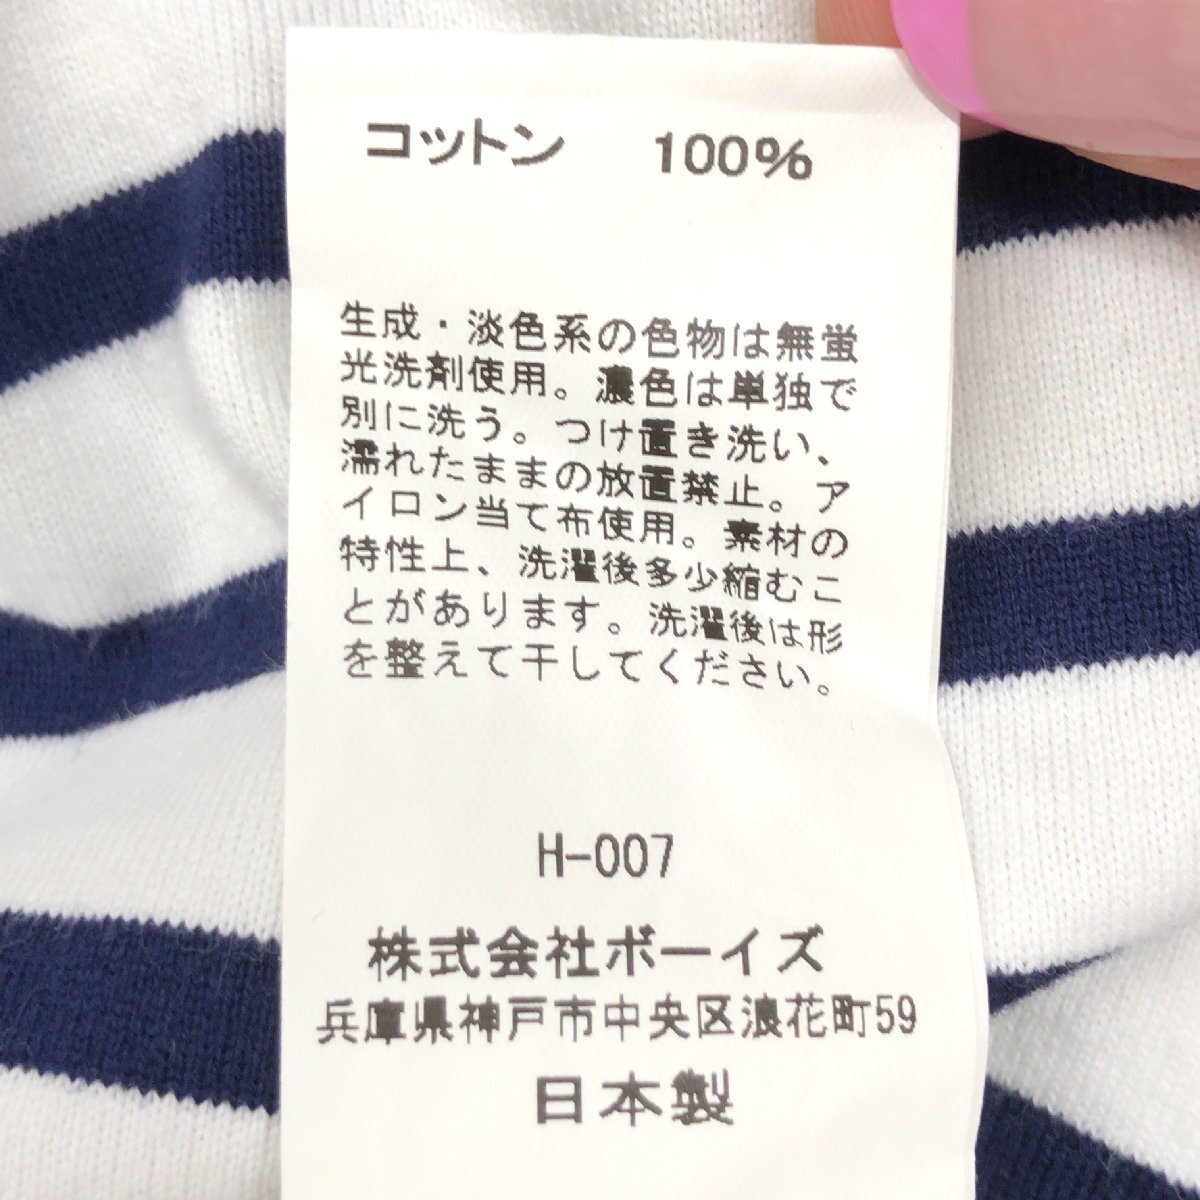 コットン 100%
生成・淡色系の色物は無蛍
光洗剤使用。濃色は単独で
別に洗う。つけ置き洗い、
濡れたままの放置禁止。ア
イロン当て布使用。素材の
特性上、洗濯後多少縮むこ
とがあります。洗濯後は形
を整えて干してください。
H-007
株式会社ボーイズ
兵庫県神戸市中央区浪花町59
日本製